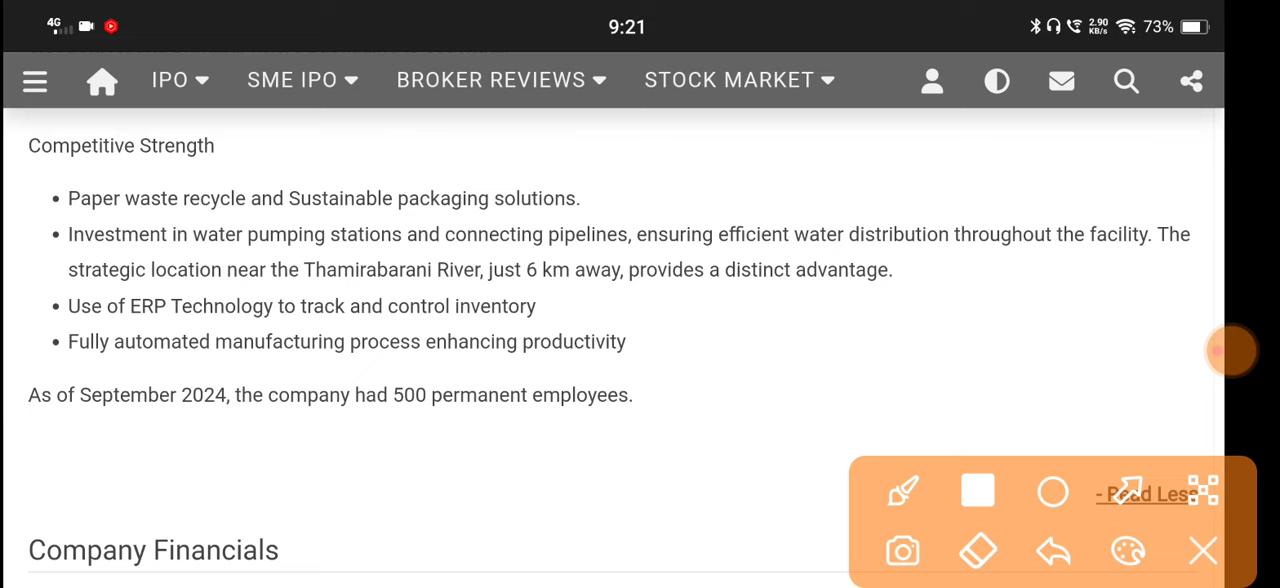 4G 9:21 2.90 KB/s 73%
IPO SME IPO BROKER REVIEWS STOCK MARKET
Competitive Strength
• Paper waste recycle and Sustainable packaging solutions.
• Investment in water pumping stations and connecting pipelines, ensuring efficient water distribution throughout the facility. The
strategic location near the Thamirabarani River, just 6 km away, provides a distinct advantage.
• Use of ERP Technology to track and control inventory
• Fully automated manufacturing process enhancing productivity
As of September 2024, the company had 500 permanent employees.
- Read Less
Company Financials